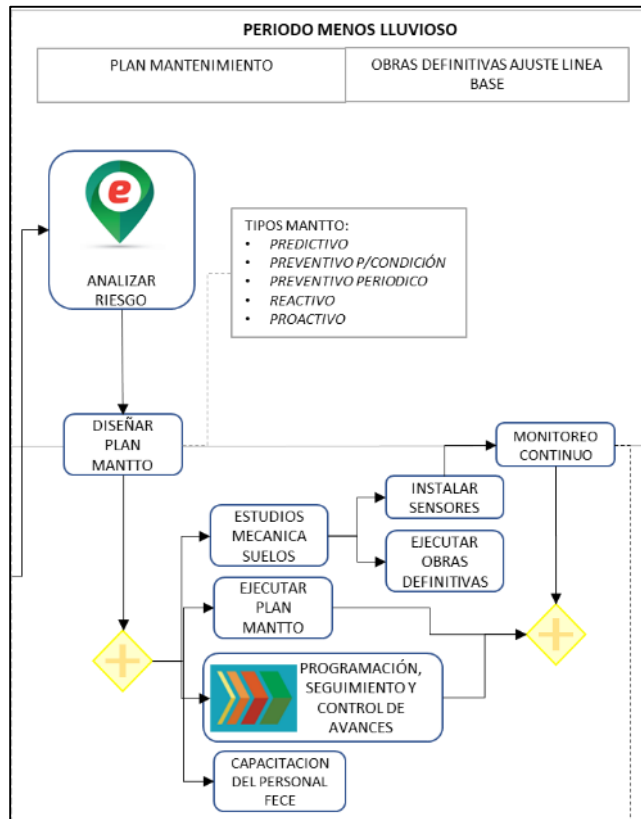 PERIODO MENOS LLUVIOSO
PLAN MANTENIMIENTO
OBRAS DEFINITIVAS AJUSTE LINEA
BASE
e
ANALIZAR
RIESGO
TIPOS MANTTO:
• PREDICTIVO
• PREVENTIVO P/CONDICIÓN
• PREVENTIVO PERIODICO
• REACTIVO
• PROACTIVO
DISEÑAR
PLAN
MANTTO
MONITOREO
CONTINUO
INSTALAR
SENSORES
ESTUDIOS
MECANICA
SUELOS
EJECUTAR
OBRAS
DEFINITIVAS
EJECUTAR
PLAN
MANTTO
PROGRAMACIÓN,
SEGUIMIENTO Y
CONTROL DE
AVANCES
CAPACITACION
DEL PERSONAL
FECE